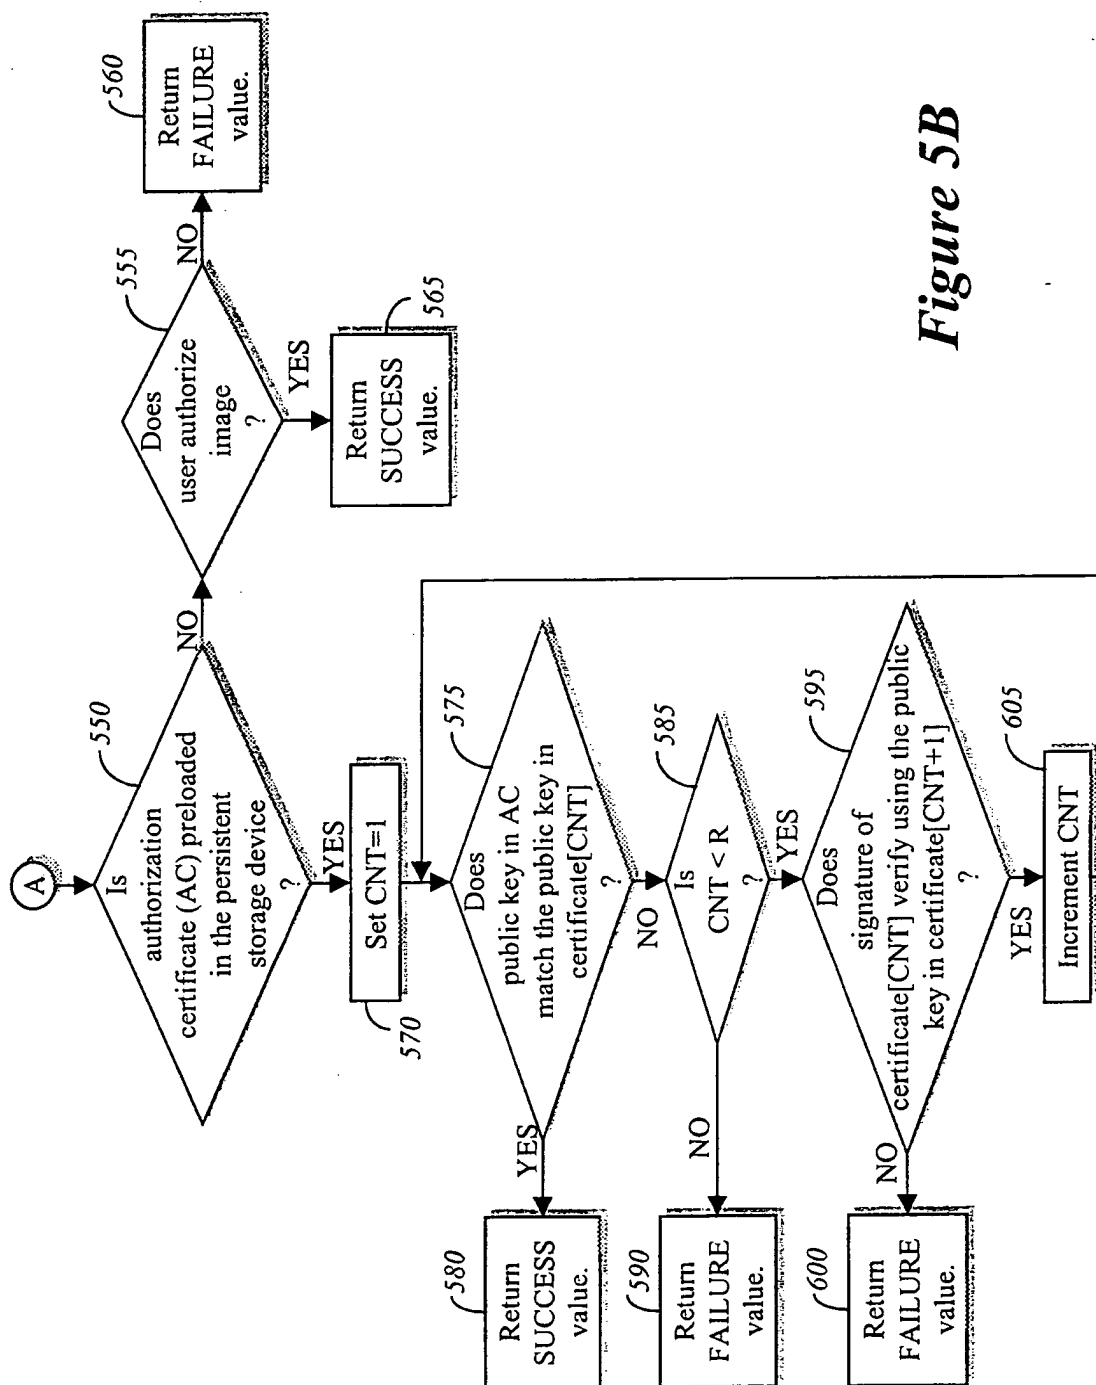 A
550
Is
authorization
certificate (AC) preloaded
in the persistent
storage device
?
NO
YES
555
Does
user authorize
image
?
NO
YES
560
Return
FAILURE
value.
565
Return
SUCCESS
value.
570
Set CNT=1
575
Does
public key in AC
match the public key in
certificate[CNT]
?
YES
NO
580
Return
SUCCESS
value.
585
Is
CNT < R
?
NO
YES
590
Return
FAILURE
value.
595
Does
signature of
certificate[CNT] verify using the public
key in certificate[CNT+1]
?
NO
YES
600
Return
FAILURE
value.
605
Increment CNT
Figure 5B